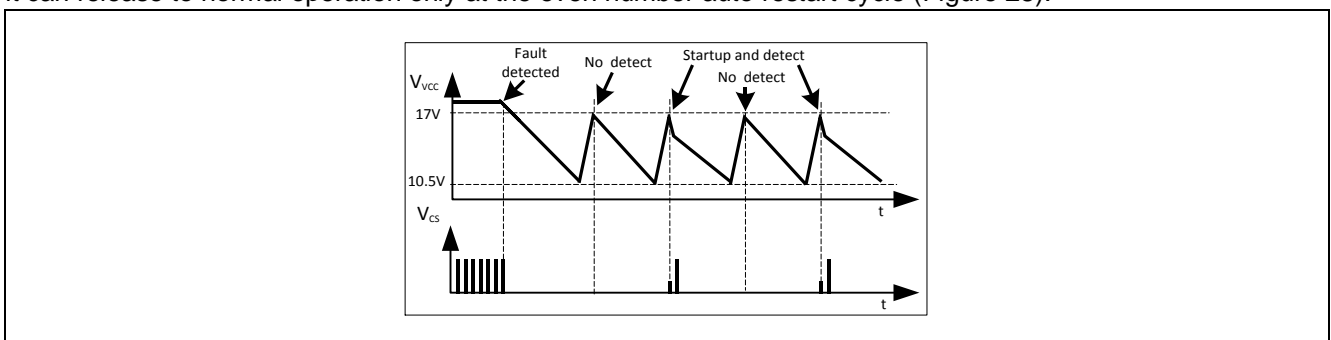 It can release to normal operation only at the even number auto restart cycle (Figure 28).
Fault
detected
No detect
Startup and detect
No detect
Vvcc
17V
10.5V
t
Vcs
t